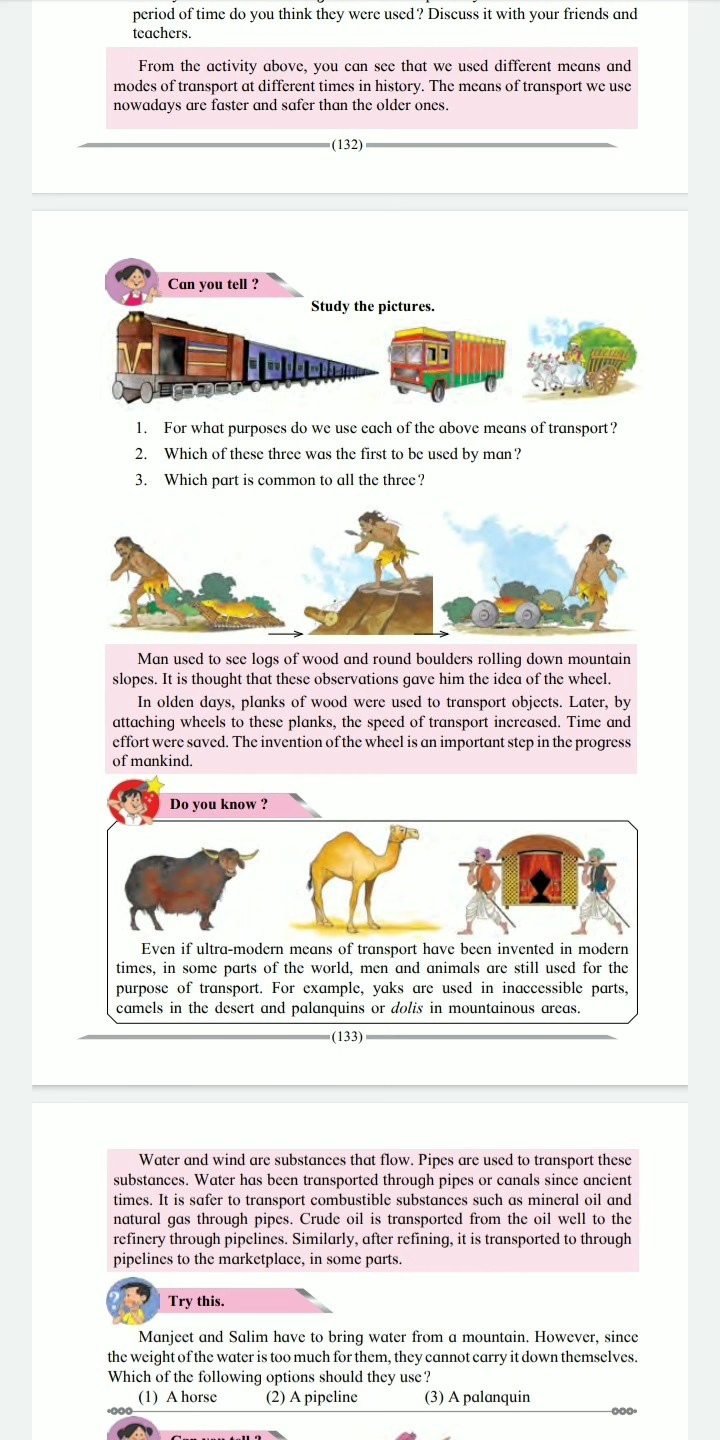 period of time do you think they were used? Discuss it with your friends and
teachers.
From the activity above, you can see that we used different means and
modes of transport at different times in history. The means of transport we use
nowadays are faster and safer than the older ones.
(132)
Can you tell ?
Study the pictures.
1. For what purposes do we use each of the above means of transport?
2. Which of these three was the first to be used by man?
3. Which part is common to all the three?
Man used to see logs of wood and round boulders rolling down mountain
slopes. It is thought that these observations gave him the idea of the wheel.
In olden days, planks of wood were used to transport objects. Later, by
attaching wheels to these planks, the speed of transport increased. Time and
effort were saved. The invention of the wheel is an important step in the progress
of mankind.
Do you know ?
Even if ultra-modern means of transport have been invented in modern
times, in some parts of the world, men and animals are still used for the
purpose of transport. For example, yaks are used in inaccessible parts,
camels in the desert and palanquins or dolis in mountainous areas.
(133)
Water and wind are substances that flow. Pipes are used to transport these
substances. Water has been transported through pipes or canals since ancient
times. It is safer to transport combustible substances such as mineral oil and
natural gas through pipes. Crude oil is transported from the oil well to the
refinery through pipelines. Similarly, after refining, it is transported to through
pipelines to the marketplace, in some parts.
Try this.
Manjeet and Salim have to bring water from a mountain. However, since
the weight of the water is too much for them, they cannot carry it down themselves.
Which of the following options should they use?
(1) A horse (2) A pipeline (3) A palanquin
Can you tell ?